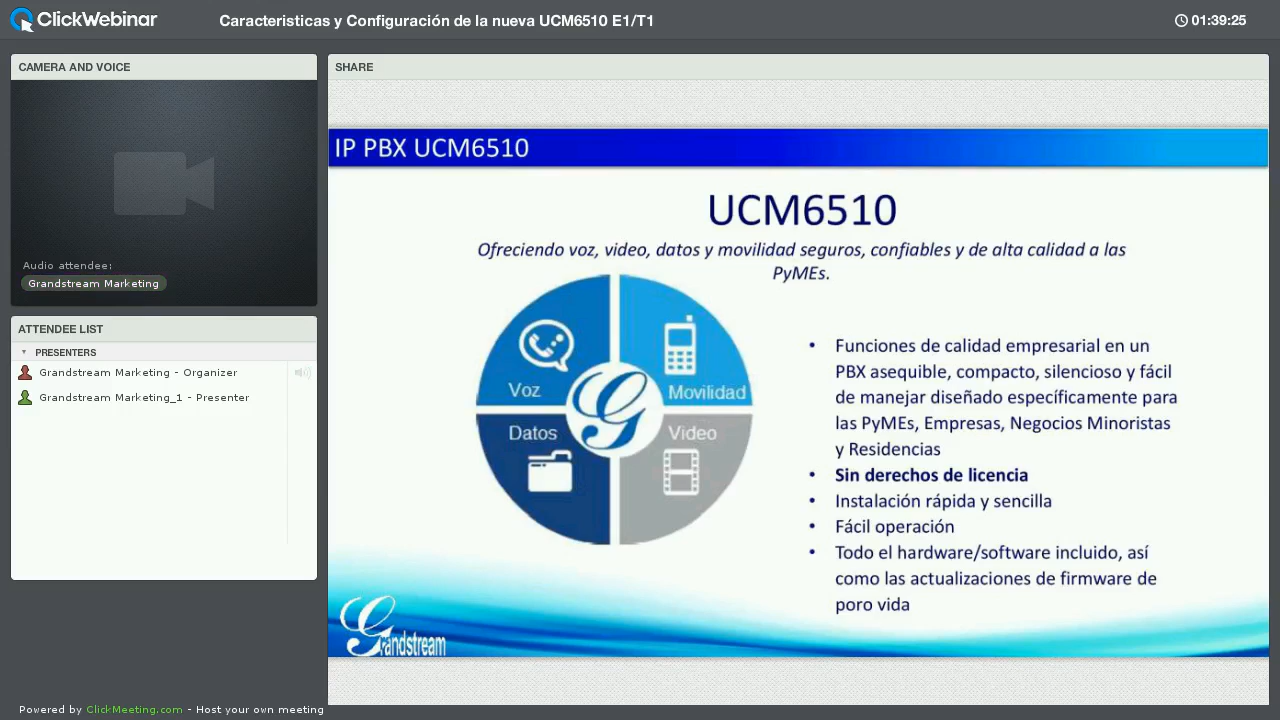 ClickWebinar
Caracteristicas y Configuración de la nueva UCM6510 E1/T1
01:39:25
CAMERA AND VOICE
Audio attendee:
Grandstream Marketing
ATTENDEE LIST
PRESENTERS
Grandstream Marketing - Organizer
Grandstream Marketing_1 - Presenter
SHARE
IP PBX UCM6510
UCM6510
Ofreciendo voz, video, datos y movilidad seguros, confiables y de alta calidad a las
PyMEs.
Voz
Movilidad
Datos
Video
G
• Funciones de calidad empresarial en un
PBX asequible, compacto, silencioso y fácil
de manejar diseñado específicamente para
las PyMEs, Empresas, Negocios Minoristas
y Residencias
• Sin derechos de licencia
• Instalación rápida y sencilla
• Fácil operación
• Todo el hardware/software incluido, así
como las actualizaciones de firmware de
poro vida
Grandstream
Powered by ClickMeeting.com - Host your own meeting